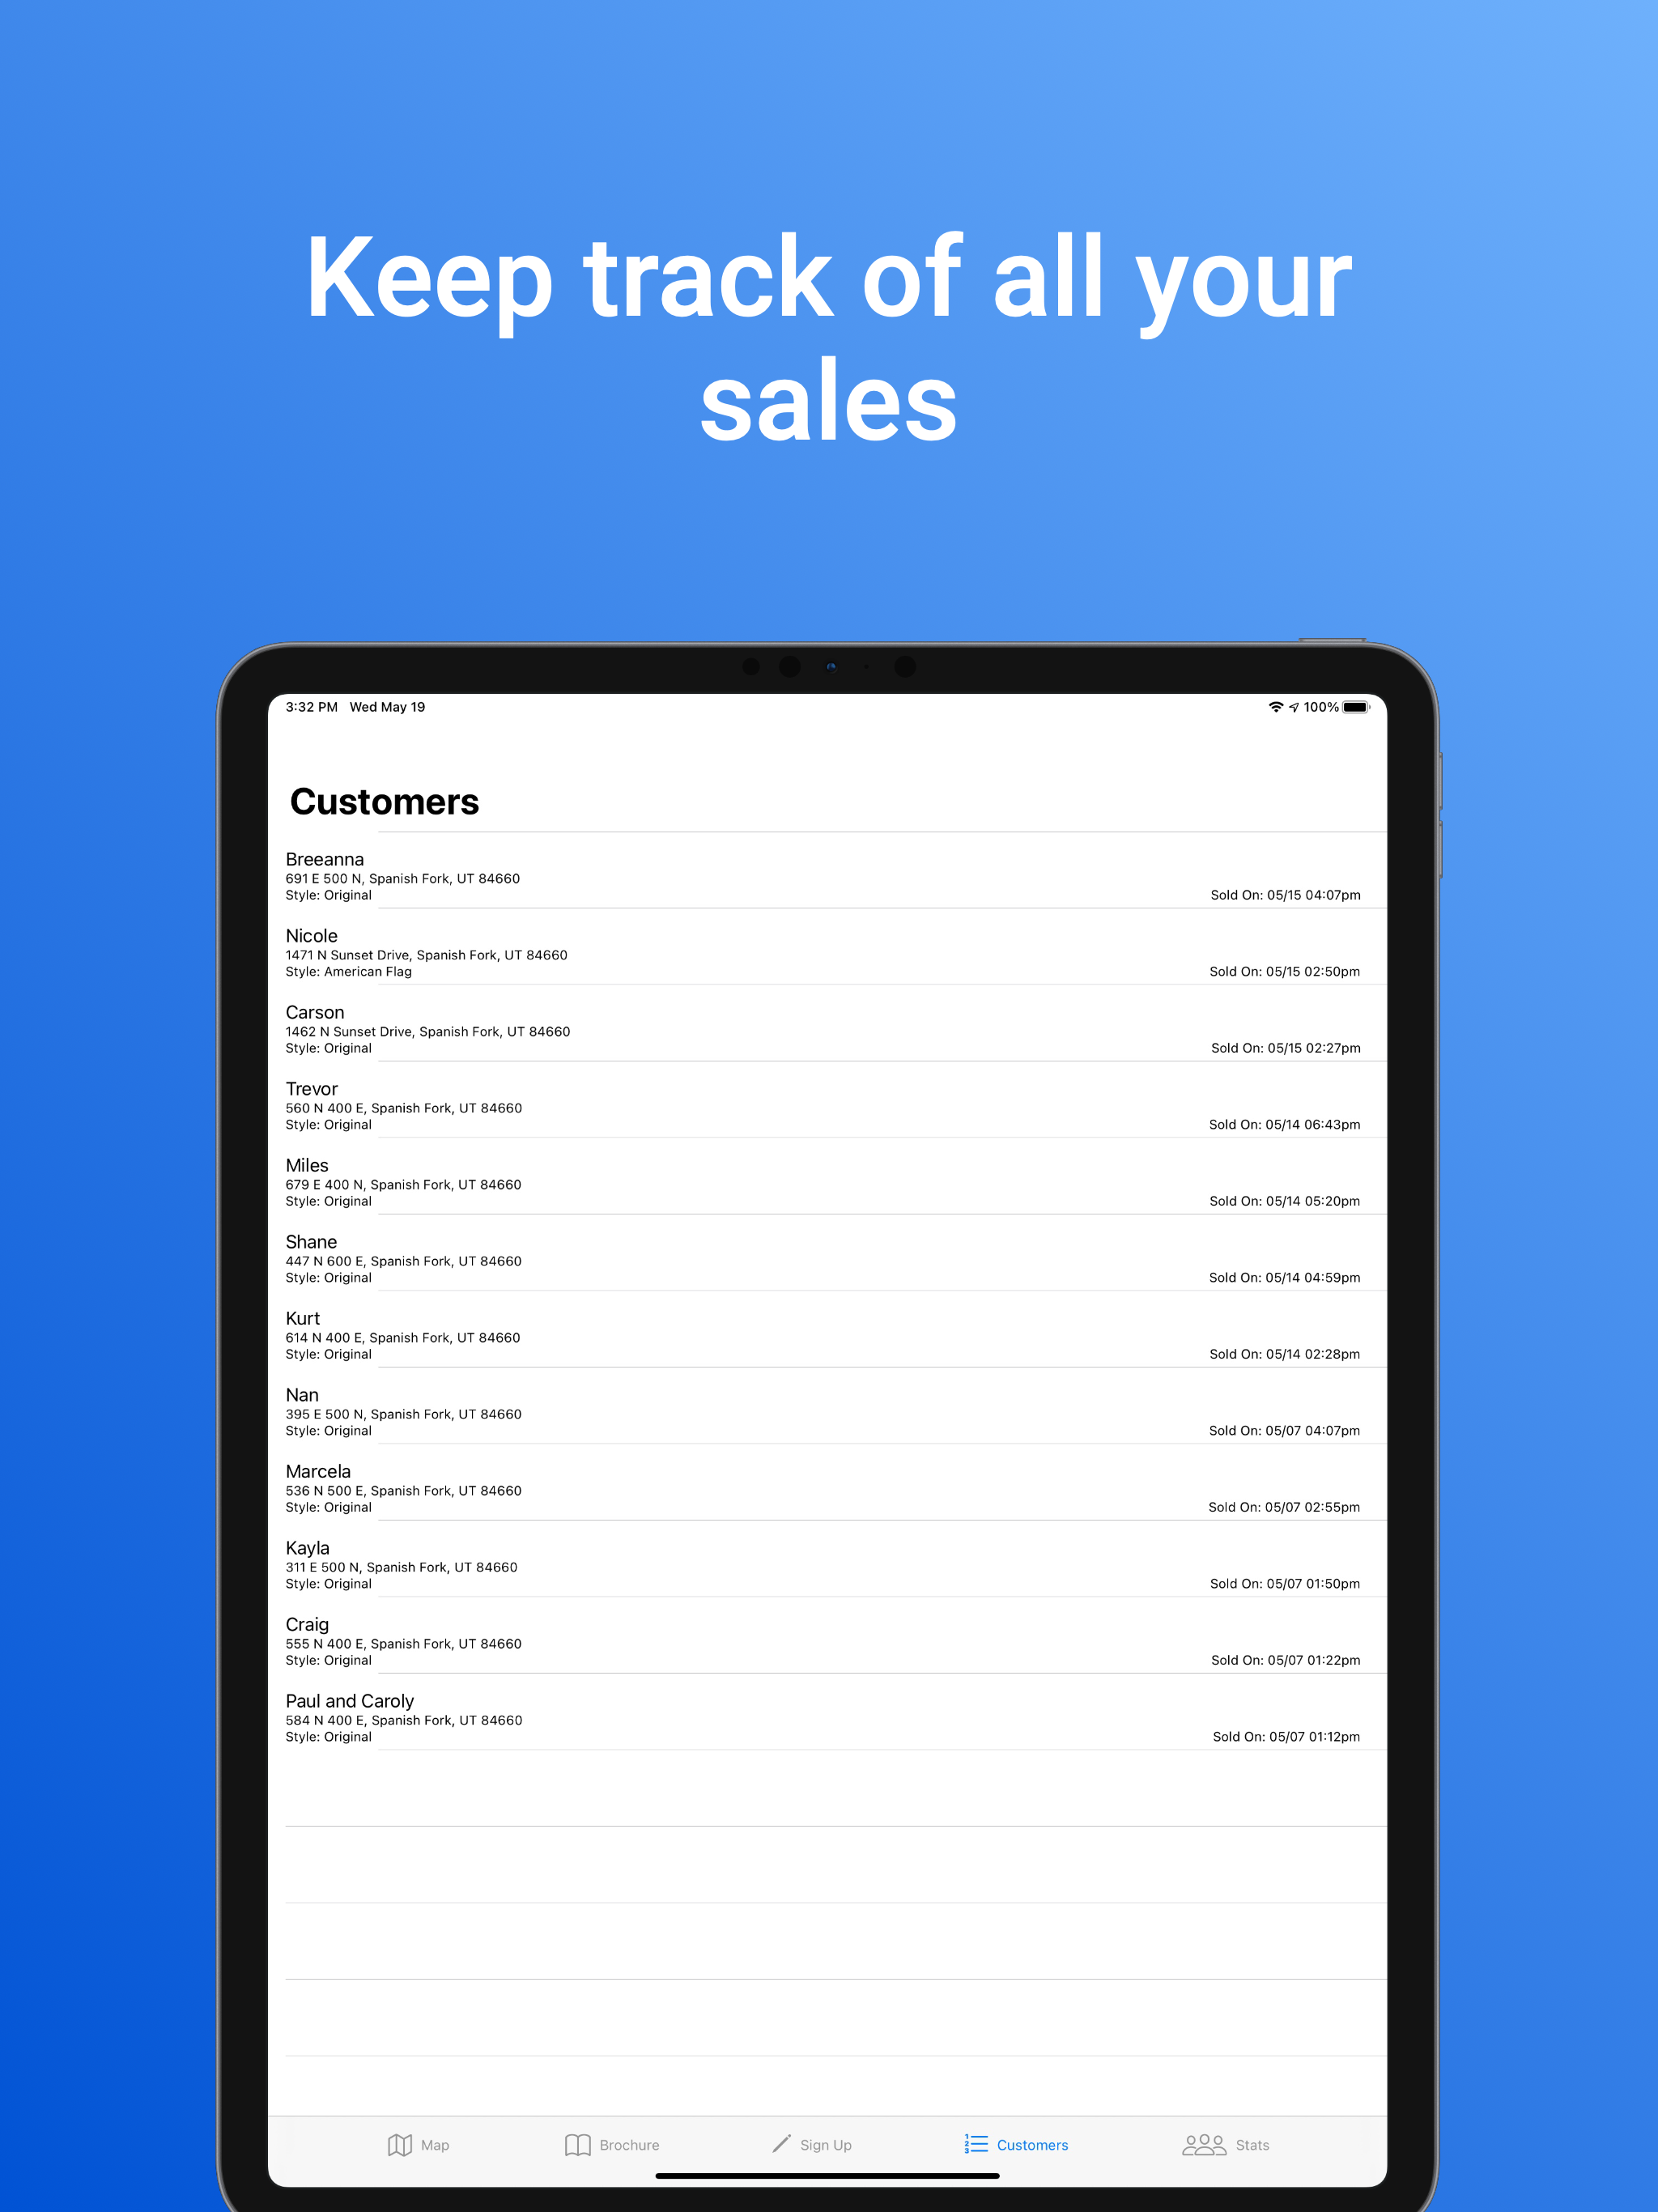 Keep track of all your
sales
3:32 PM Wed May 19
100%
Customers
Breeanna
691 E 500 N, Spanish Fork, UT 84660
Style: Original
Sold On: 05/15 04:07pm
Nicole
1471 N Sunset Drive, Spanish Fork, UT 84660
Style: American Flag
Sold On: 05/15 02:50pm
Carson
1462 N Sunset Drive, Spanish Fork, UT 84660
Style: Original
Sold On: 05/15 02:27pm
Trevor
560 N 400 E, Spanish Fork, UT 84660
Style: Original
Sold On: 05/14 06:43pm
Miles
679 E 400 N, Spanish Fork, UT 84660
Style: Original
Sold On: 05/14 05:20pm
Shane
447 N 600 E, Spanish Fork, UT 84660
Style: Original
Sold On: 05/14 04:59pm
Kurt
614 N 400 E, Spanish Fork, UT 84660
Style: Original
Sold On: 05/14 02:28pm
Nan
395 E 500 N, Spanish Fork, UT 84660
Style: Original
Sold On: 05/07 04:07pm
Marcela
536 N 500 E, Spanish Fork, UT 84660
Style: Original
Sold On: 05/07 02:55pm
Kayla
311 E 500 N, Spanish Fork, UT 84660
Style: Original
Sold On: 05/07 01:50pm
Craig
555 N 400 E, Spanish Fork, UT 84660
Style: Original
Sold On: 05/07 01:22pm
Paul and Caroly
584 N 400 E, Spanish Fork, UT 84660
Style: Original
Sold On: 05/07 01:12pm
Map
Brochure
Sign Up
Customers
Stats